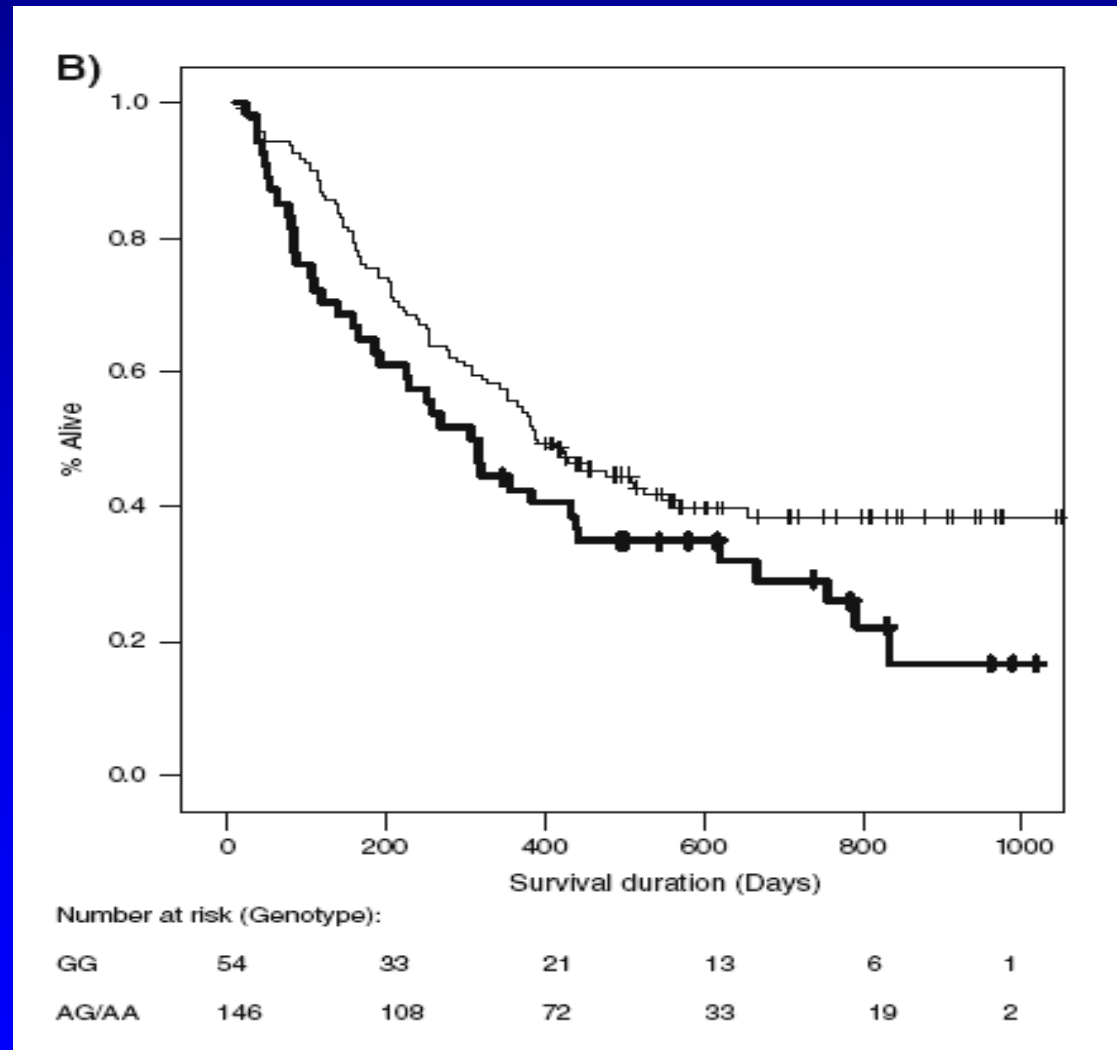 B)
1.0
0.8
0.6
0.4
0.2
0.0
% Alive
0 200 400 600 800 1000
Survival duration (Days)
Number at risk (Genotype):
GG 54 33 21 13 6 1
AG/AA 146 108 72 33 19 2